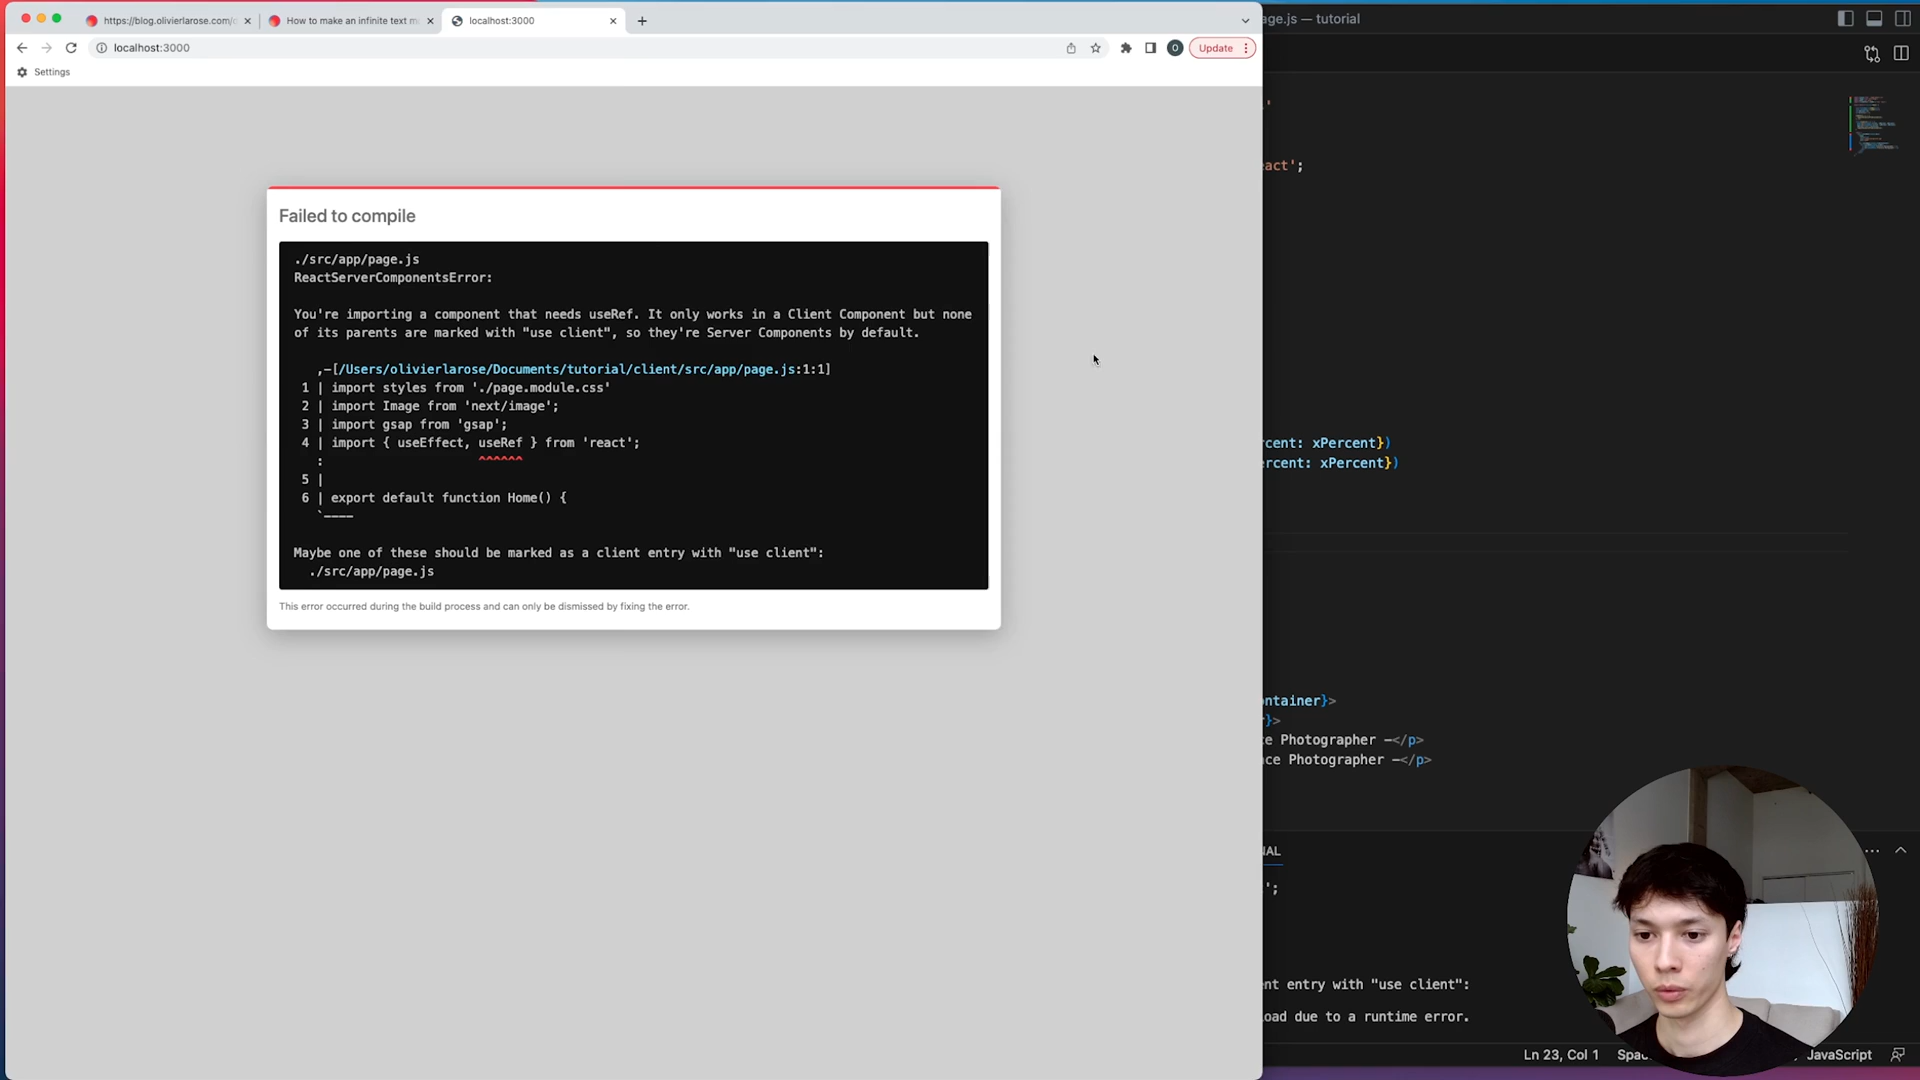 https://blog.olivierlarose.com/
How to make an infinite text m
localhost:3000
age.js — tutorial
localhost:3000
Update
Settings
'
eact';
Failed to compile
./src/app/page.js
ReactServerComponentsError:
You're importing a component that needs useRef. It only works in a Client Component but none
of its parents are marked with "use client", so they're Server Components by default.
,-[/Users/olivierlarose/Documents/tutorial/client/src/app/page.js:1:1]
1 | import styles from './page.module.css'
2 | import Image from 'next/image';
3 | import gsap from 'gsap';
4 | import { useEffect, useRef } from 'react';
: ^^^^^^
5 |
6 | export default function Home() {
`----
Maybe one of these should be marked as a client entry with "use client":
./src/app/page.js
This error occurred during the build process and can only be dismissed by fixing the error.
rcent: xPercent})
ercent: xPercent})
ontainer}>
r}>
ce Photographer —</p>
nce Photographer —</p>
NAL
';
ent entry with "use client":
load due to a runtime error.
Ln 23, Col 1
Spac
JavaScript